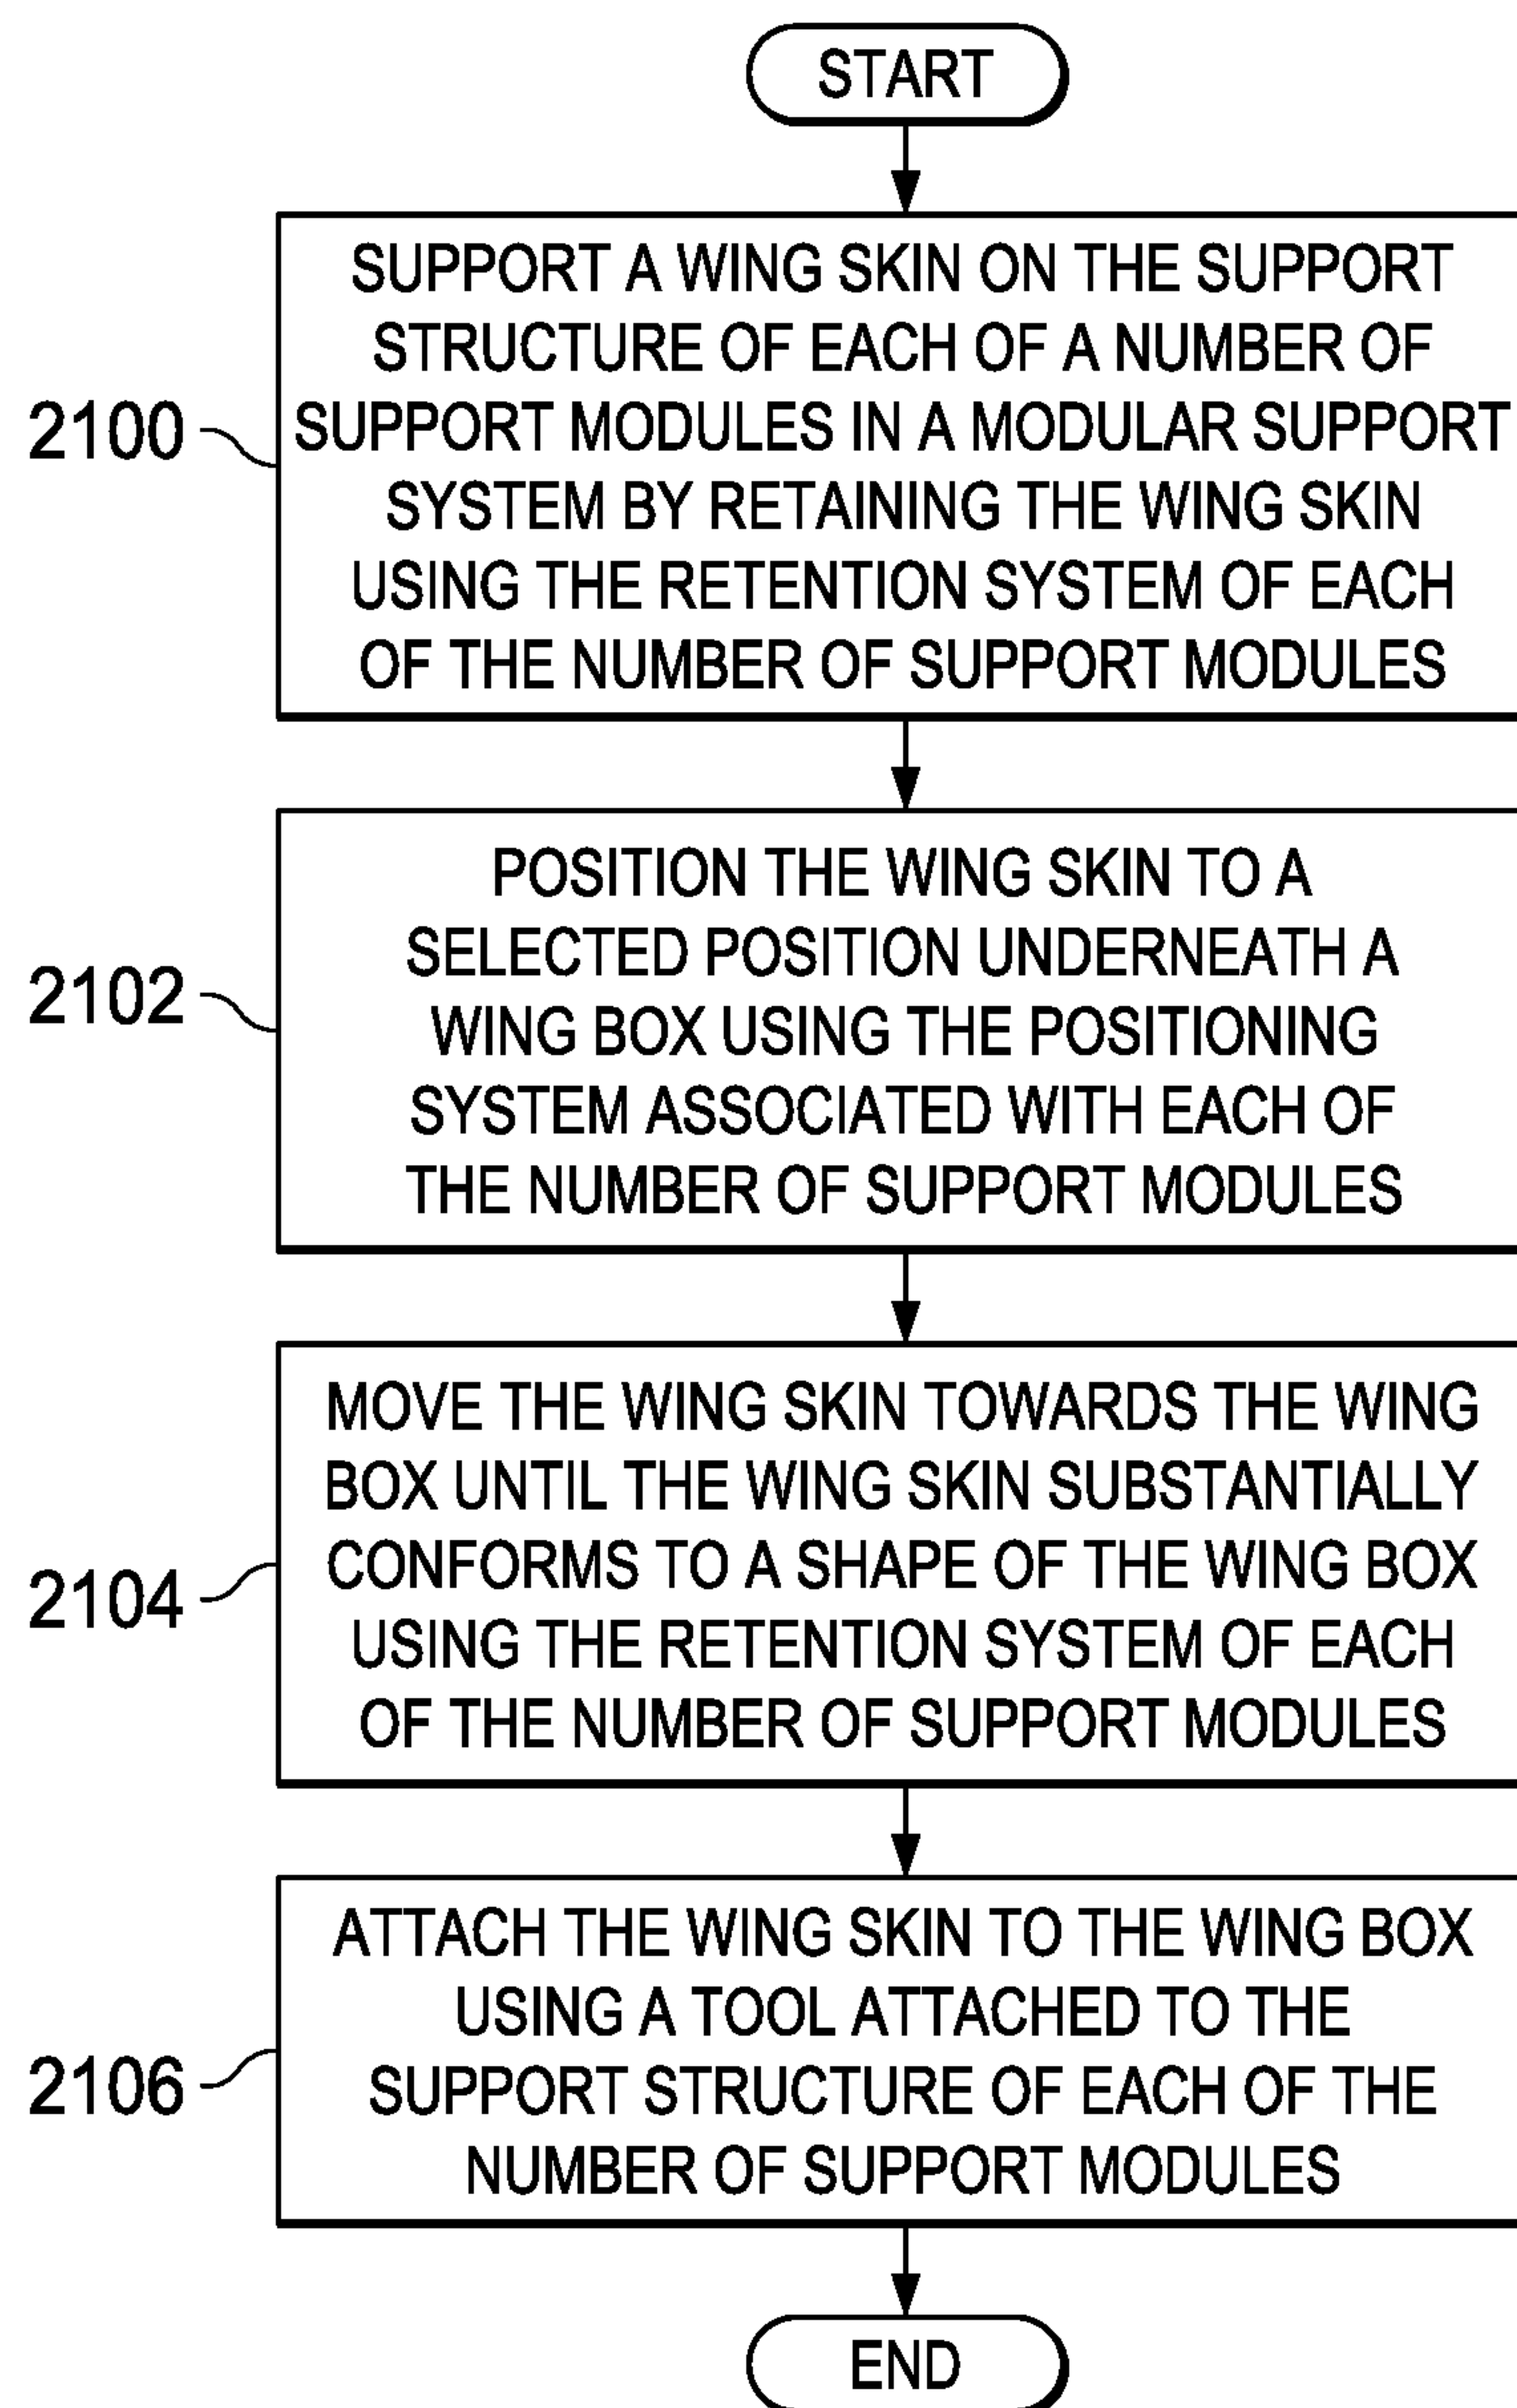 START
SUPPORT A WING SKIN ON THE SUPPORT
STRUCTURE OF EACH OF A NUMBER OF
SUPPORT MODULES IN A MODULAR SUPPORT
SYSTEM BY RETAINING THE WING SKIN
USING THE RETENTION SYSTEM OF EACH
OF THE NUMBER OF SUPPORT MODULES
2100
POSITION THE WING SKIN TO A
SELECTED POSITION UNDERNEATH A
WING BOX USING THE POSITIONING
SYSTEM ASSOCIATED WITH EACH OF
THE NUMBER OF SUPPORT MODULES
2102
MOVE THE WING SKIN TOWARDS THE WING
BOX UNTIL THE WING SKIN SUBSTANTIALLY
CONFORMS TO A SHAPE OF THE WING BOX
USING THE RETENTION SYSTEM OF EACH
OF THE NUMBER OF SUPPORT MODULES
2104
ATTACH THE WING SKIN TO THE WING BOX
USING A TOOL ATTACHED TO THE
SUPPORT STRUCTURE OF EACH OF THE
NUMBER OF SUPPORT MODULES
2106
END